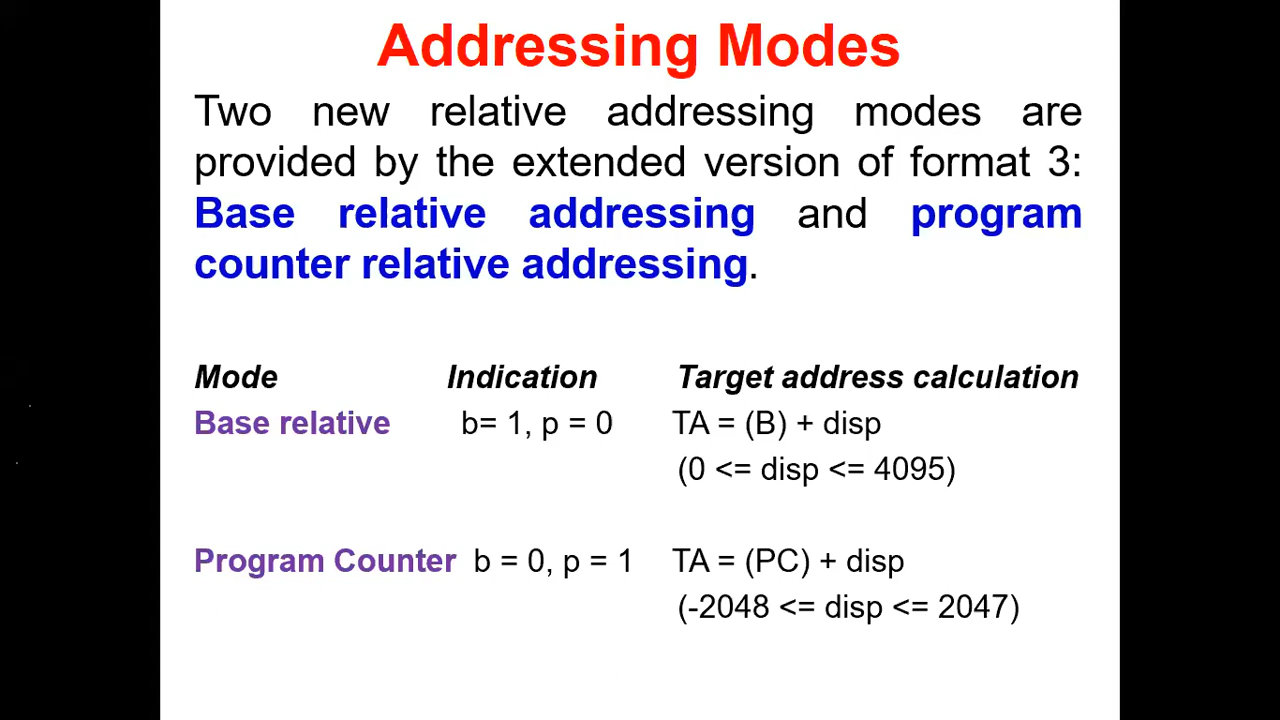 Addressing Modes
Two new relative addressing modes are
provided by the extended version of format 3:
Base relative addressing and program
counter relative addressing.
Mode Indication Target address calculation
Base relative b= 1, p = 0 TA = (B) + disp
(0 <= disp <= 4095)
Program Counter b = 0, p = 1 TA = (PC) + disp
(-2048 <= disp <= 2047)